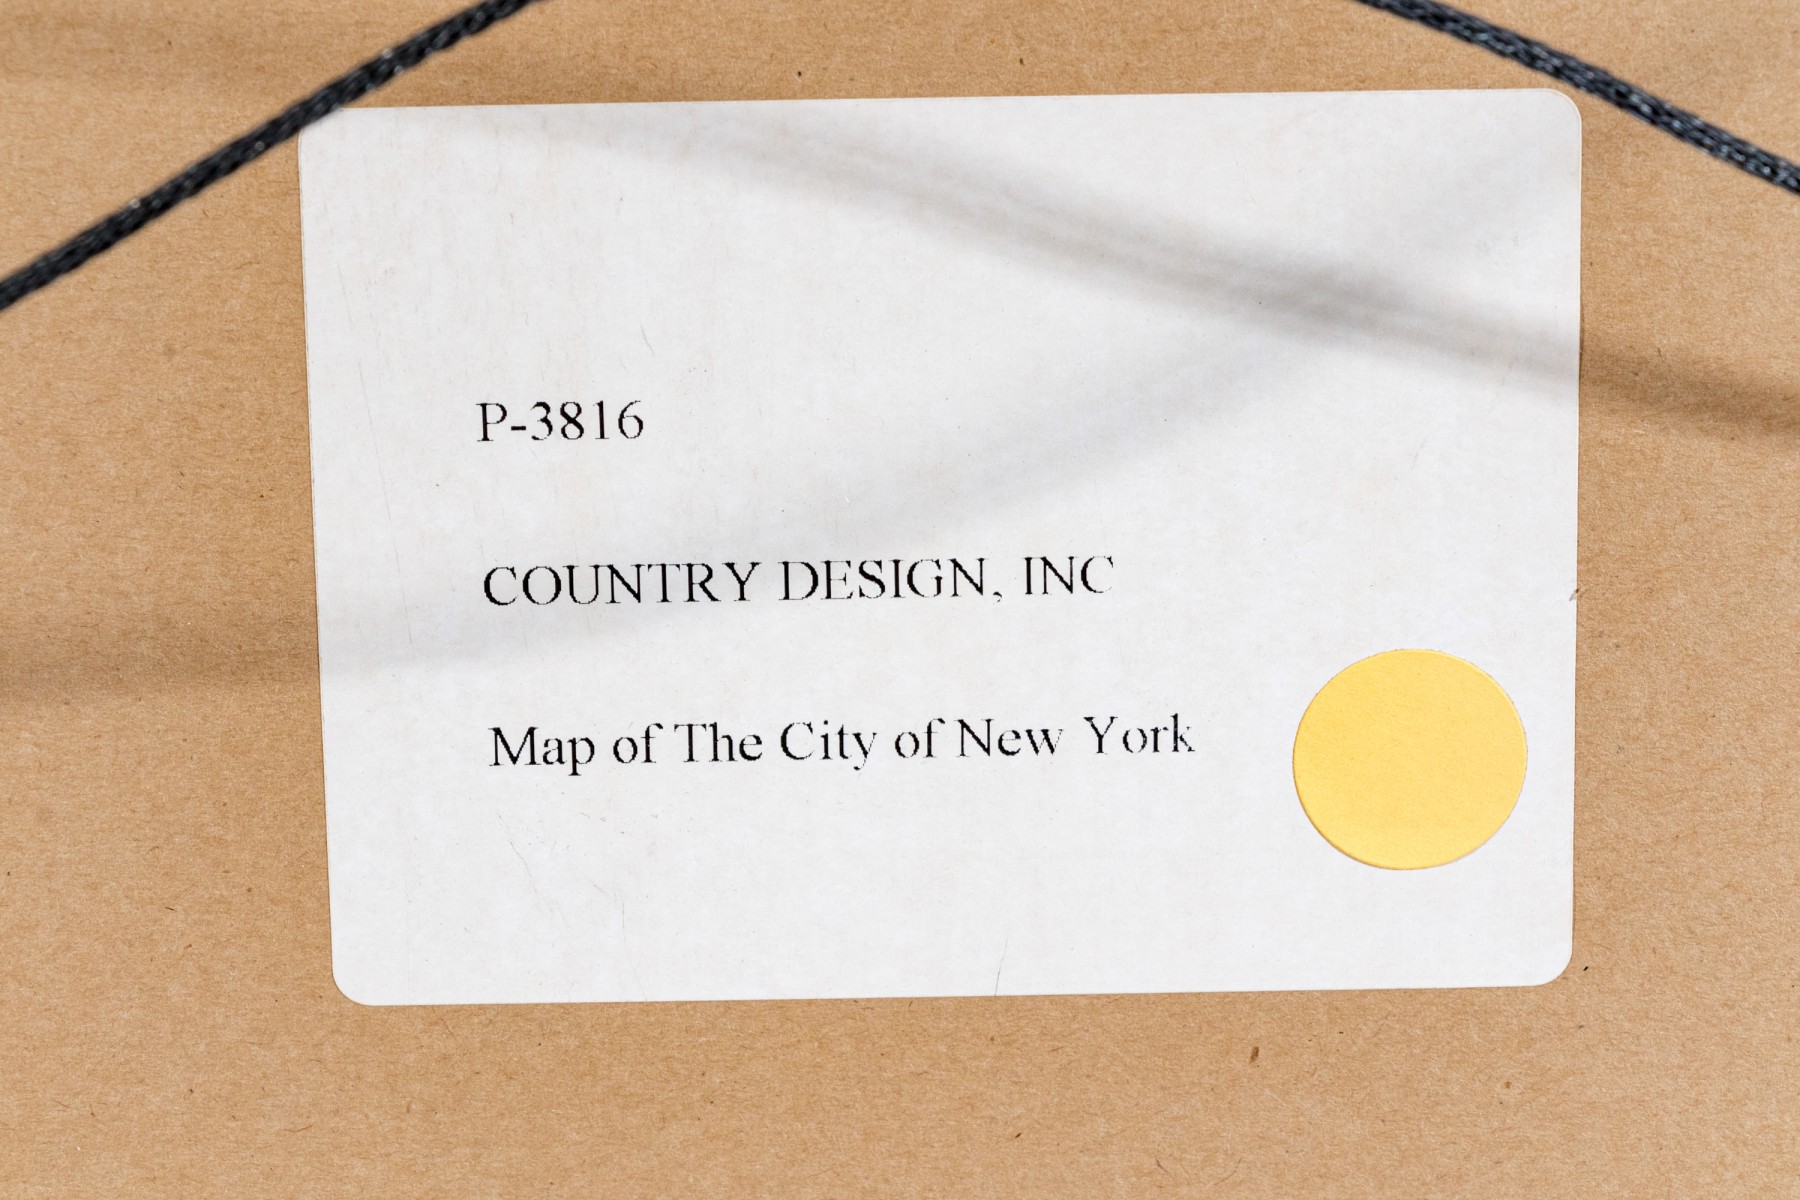 P-3816
COUNTRY DESIGN, INC
Map of The City of New York